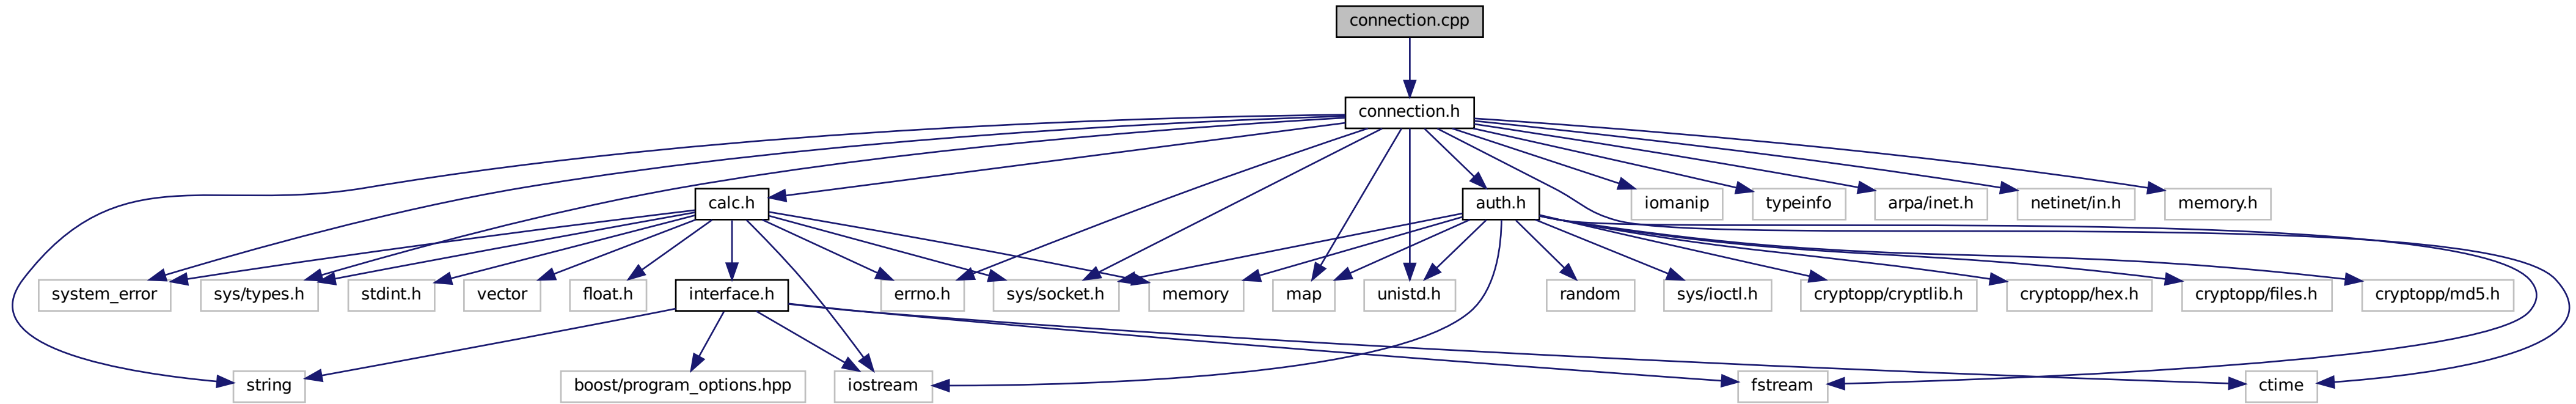 connection.cpp
connection.h
calc.h
auth.h
iomanip
typeinfo
arpa/inet.h
netinet/in.h
memory.h
system_error
sys/types.h
stdint.h
vector
float.h
interface.h
errno.h
sys/socket.h
memory
map
unistd.h
random
sys/ioctl.h
cryptopp/cryptlib.h
cryptopp/hex.h
cryptopp/files.h
cryptopp/md5.h
string
boost/program_options.hpp
iostream
fstream
ctime